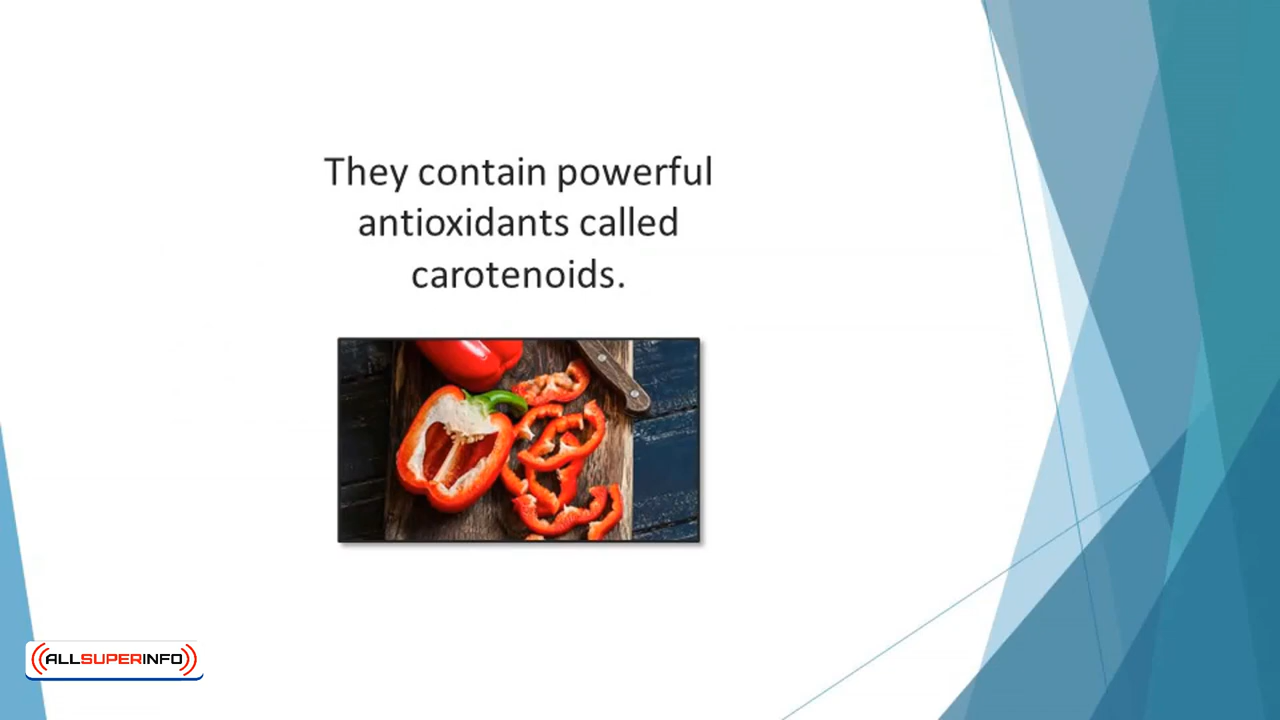 They contain powerful
antioxidants called
carotenoids.
ALLSUPERINFO